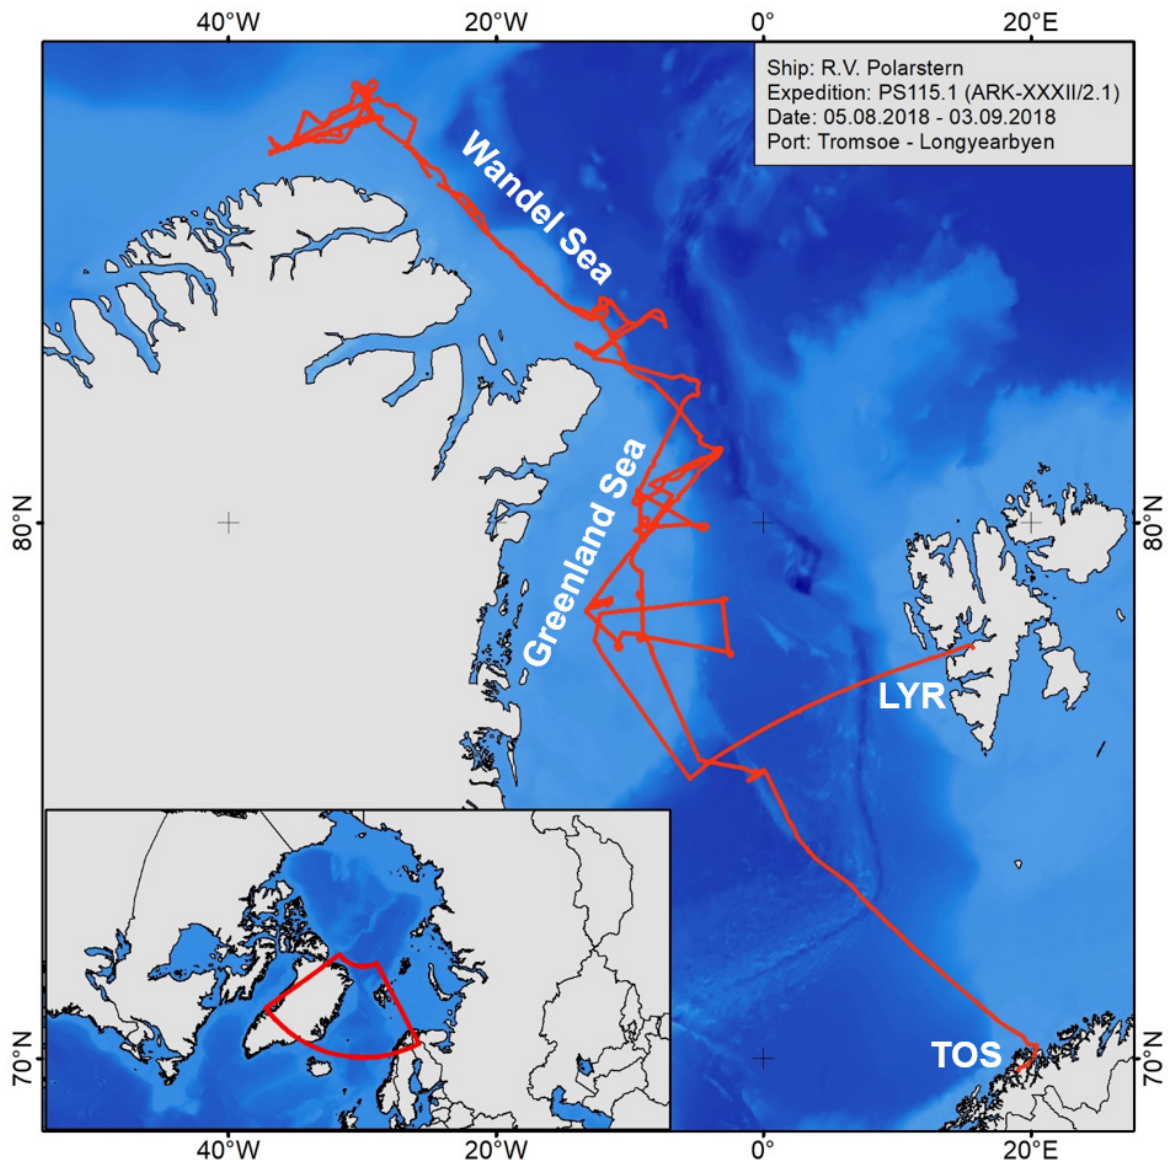 40°W 20°W 0° 20°E
Ship: R.V. Polarstern
Expedition: PS115.1 (ARK-XXXII/2.1)
Date: 05.08.2018 - 03.09.2018
Port: Tromsoe - Longyearbyen
Wandel Sea
80°N 80°N
Greenland Sea
LYR
TOS
70°N 70°N
40°W 20°W 0° 20°E